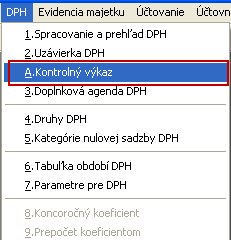 DPH Evidencia majetku Účtovanie Účtovn
1.Spracovanie a prehľad DPH
2.Uzávierka DPH
A.Kontrolný výkaz
3.Doplnková agenda DPH
4.Druhy DPH
5.Kategórie nulovej sadzby DPH
6.Tabuľka období DPH
7.Parametre pre DPH
8.Koncoročný koeficient
9.Prepočet koeficientom